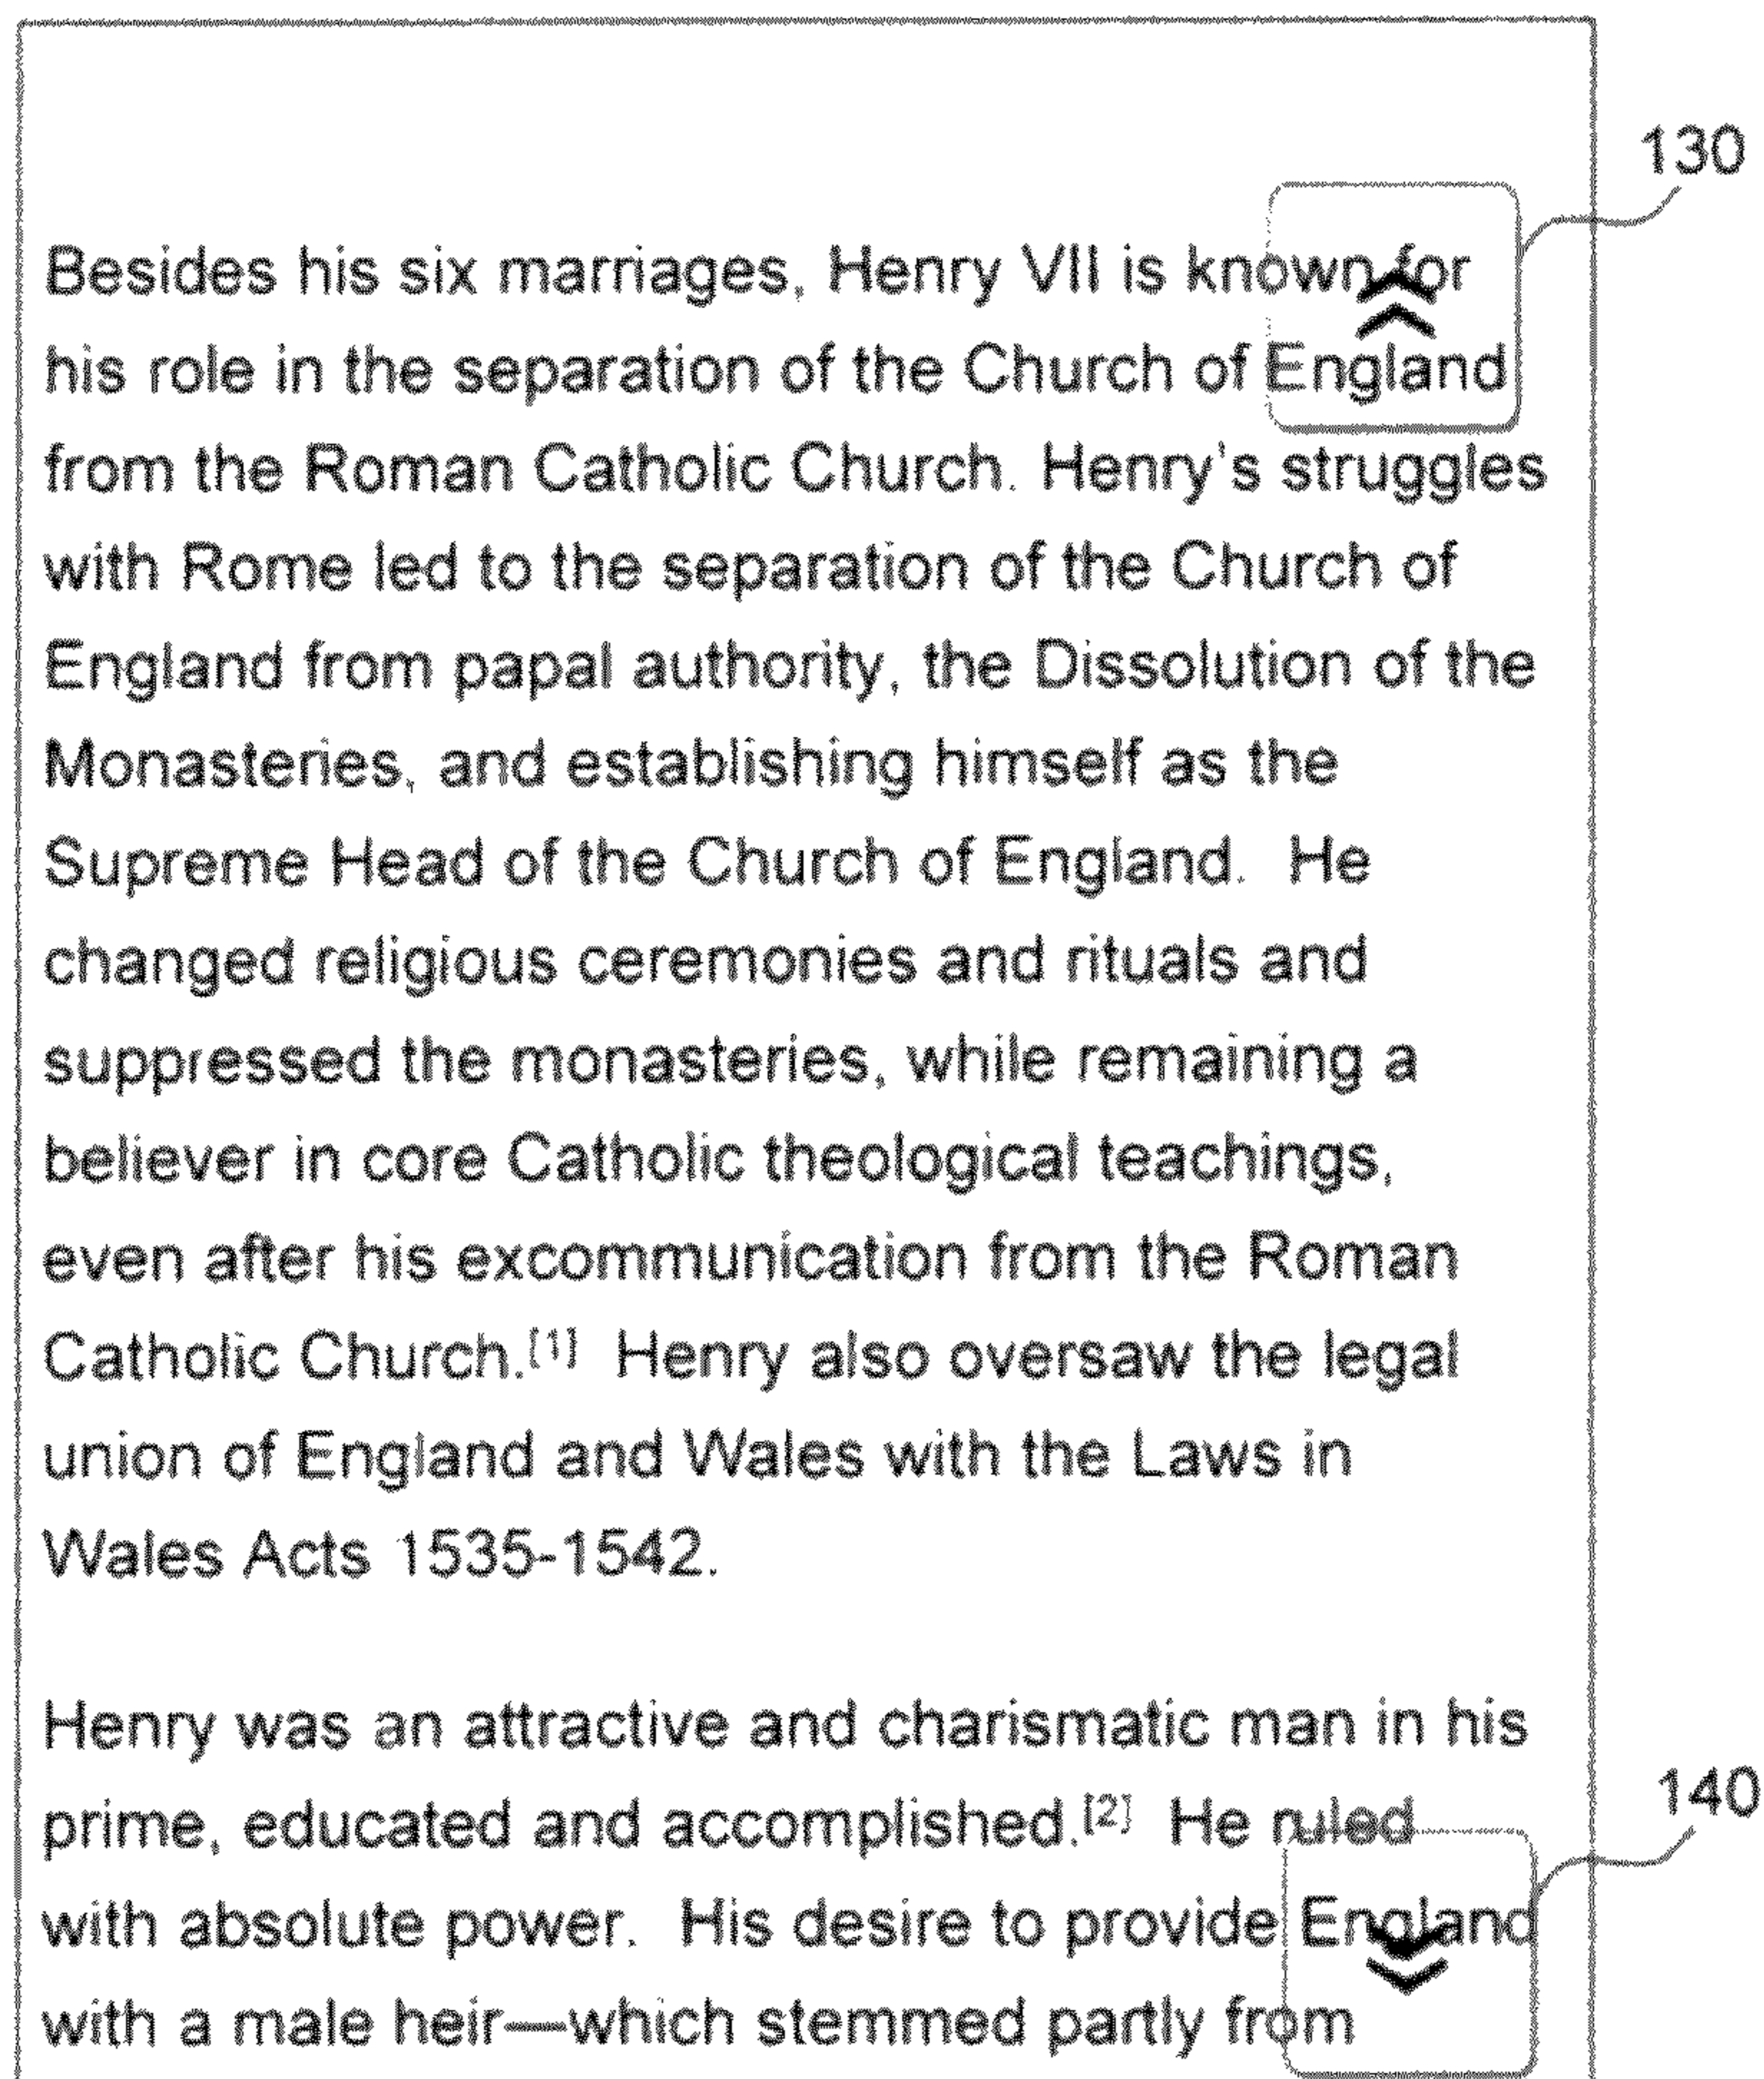 130
Besides his six marriages, Henry VII is known for
his role in the separation of the Church of England
from the Roman Catholic Church. Henry's struggles
with Rome led to the separation of the Church of
England from papal authority, the Dissolution of the
Monasteries, and establishing himself as the
Supreme Head of the Church of England.  He
changed religious ceremonies and rituals and
suppressed the monasteries, while remaining a
believer in core Catholic theological teachings,
even after his excommunication from the Roman
Catholic Church.[1]  Henry also oversaw the legal
union of England and Wales with the Laws in
Wales Acts 1535-1542.
Henry was an attractive and charismatic man in his
140
prime, educated and accomplished.[2]  He ruled
with absolute power.  His desire to provide England
with a male heir—which stemmed partly from